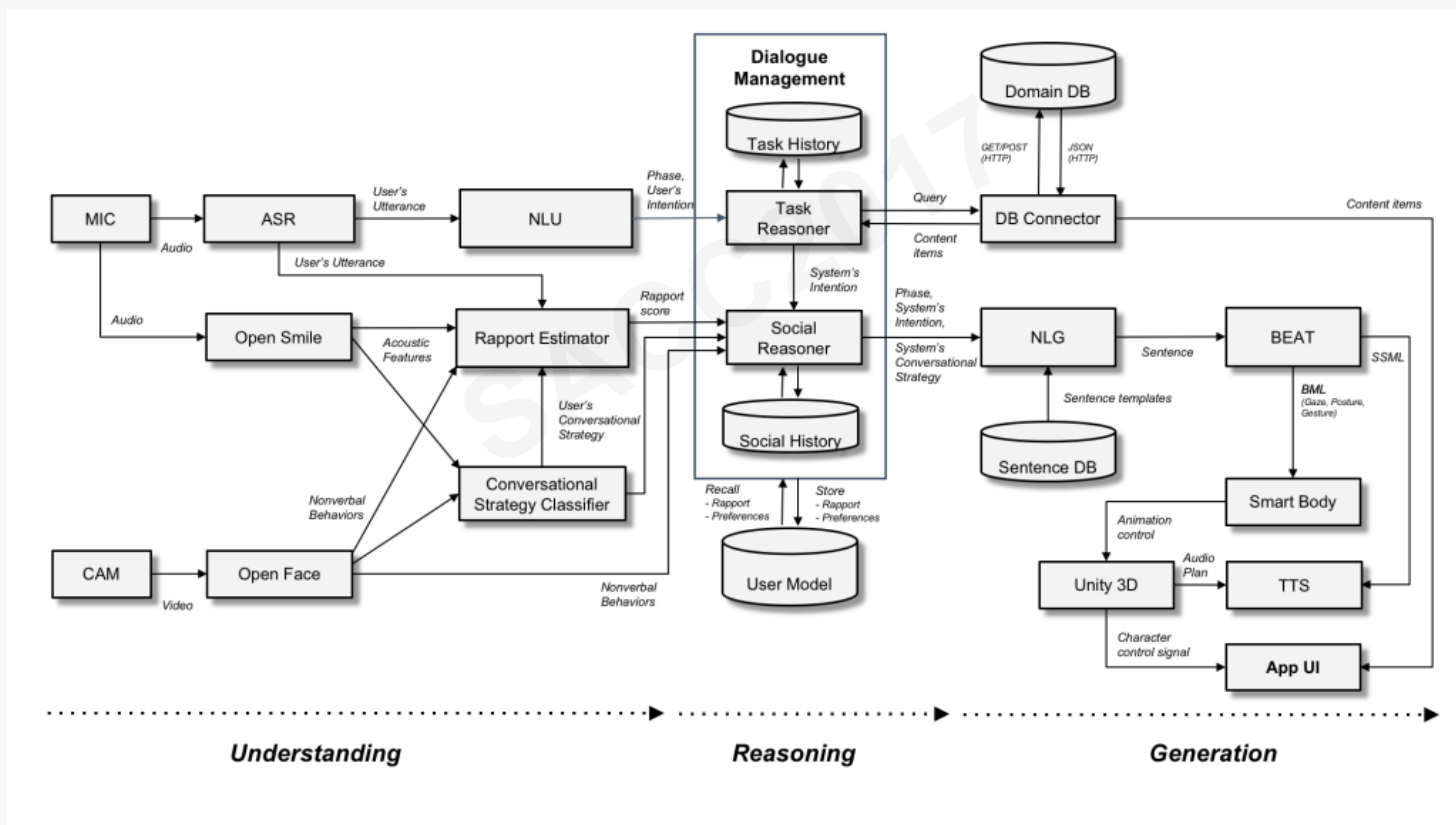 Dialogue
Management
Task History
Domain DB
GET/POST
(HTTP)
JSON
(HTTP)
MIC
Audio
ASR
User's
Utterance
NLU
Phase,
User's
Intention
Task
Reasoner
Query
Content
items
DB Connector
Content items
User's Utterance
System's
Intention
Audio
Open Smile
Acoustic
Features
Rapport Estimator
Rapport
score
Social
Reasoner
Phase,
System's
Intention,
System's
Conversational
Strategy
NLG
Sentence
BEAT
SSML
User's
Conversational
Strategy
Social History
Sentence templates
Sentence DB
BML
(Gaze, Posture,
Gesture)
Nonverbal
Behaviors
Conversational
Strategy Classifier
Recall
- Rapport
- Preferences
Store
- Rapport
- Preferences
Smart Body
Animation
control
CAM
Video
Open Face
Nonverbal
Behaviors
User Model
Unity 3D
Audio
Plan
TTS
Character
control signal
App UI
Understanding
Reasoning
Generation
SACC2017